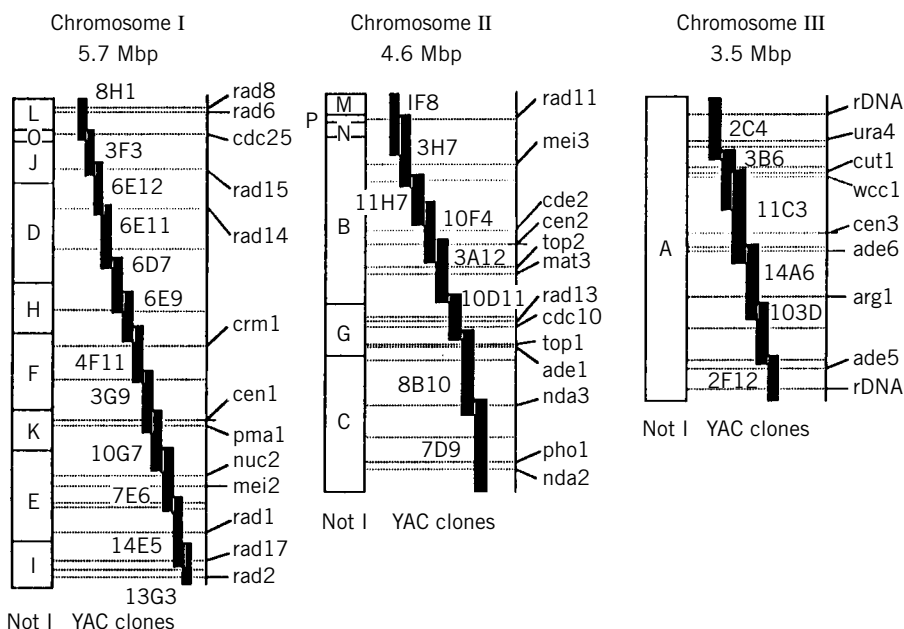 Chromosome I
5.7 Mbp
8H1
3F3
6E12
6E11
6D7
6E9
4F11
3G9
10G7
7E6
14E5
13G3
L
O
J
D
H
F
K
E
I
rad8
rad6
cdc25
rad15
rad14
crm1
cen1
pma1
nuc2
mei2
rad1
rad17
rad2
Not I YAC clones
Chromosome II
4.6 Mbp
P
M
N
B
G
C
IF8
3H7
11H7
10F4
3A12
10D11
8B10
7D9
rad11
mei3
cde2
cen2
top2
mat3
rad13
cdc10
top1
ade1
nda3
pho1
nda2
Not I YAC clones
Chromosome III
3.5 Mbp
A
2C4
3B6
11C3
14A6
103D
2F12
rDNA
ura4
cut1
wcc1
cen3
ade6
arg1
ade5
rDNA
Not I YAC clones